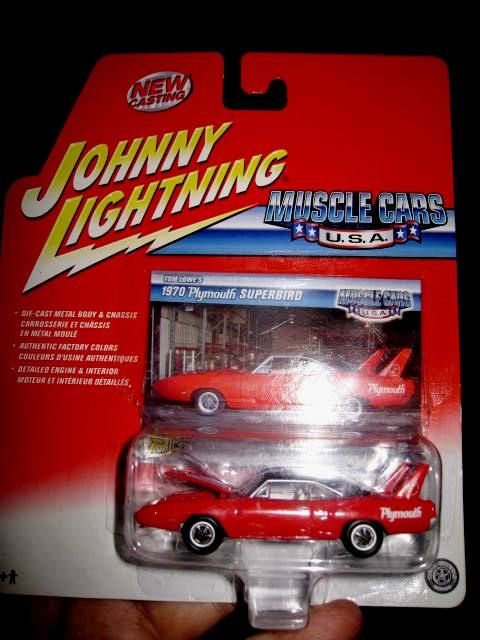 NEW
CASTING
JOHNNY
LIGHTNING
MUSCLE CARS
U.S.A.
TOM LOWE'S
1970 Plymouth SUPERBIRD
MUSCLE CARS
U.S.A.
• DIE-CAST METAL BODY & CHASSIS
CARROSSERIE ET CHÂSSIS
EN MÉTAL MOULÉ
• AUTHENTIC FACTORY COLORS
COULEURS D'USINE AUTHENTIQUES
• DETAILED ENGINE & INTERIOR
MOTEUR ET INTÉRIEUR DÉTAILLÉS
Plymouth
Plymouth